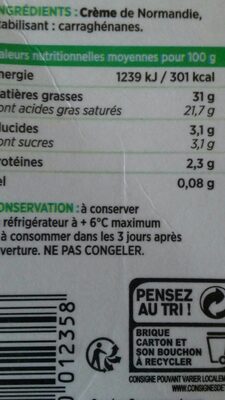 NGRÉDIENTS : Crème de Normandie,
tabilisant : carraghénanes.
aleurs nutritionnelles moyennes pour 100 g
nergie 1239 kJ / 301 kcal
atières grasses 31 g
ont acides gras saturés 21,7 g
lucides 3,1 g
ont sucres 3,1 g
rotéines 2,3 g
el 0,08 g
ONSERVATION : à conserver
réfrigérateur à + 6°C maximum
à consommer dans les 3 jours après
verture. NE PAS CONGELER.
PENSEZ
AU TRI !
BRIQUE
CARTON ET
SON BOUCHON
À RECYCLER
CONSIGNE POUVANT VARIER LOCALEM
012358